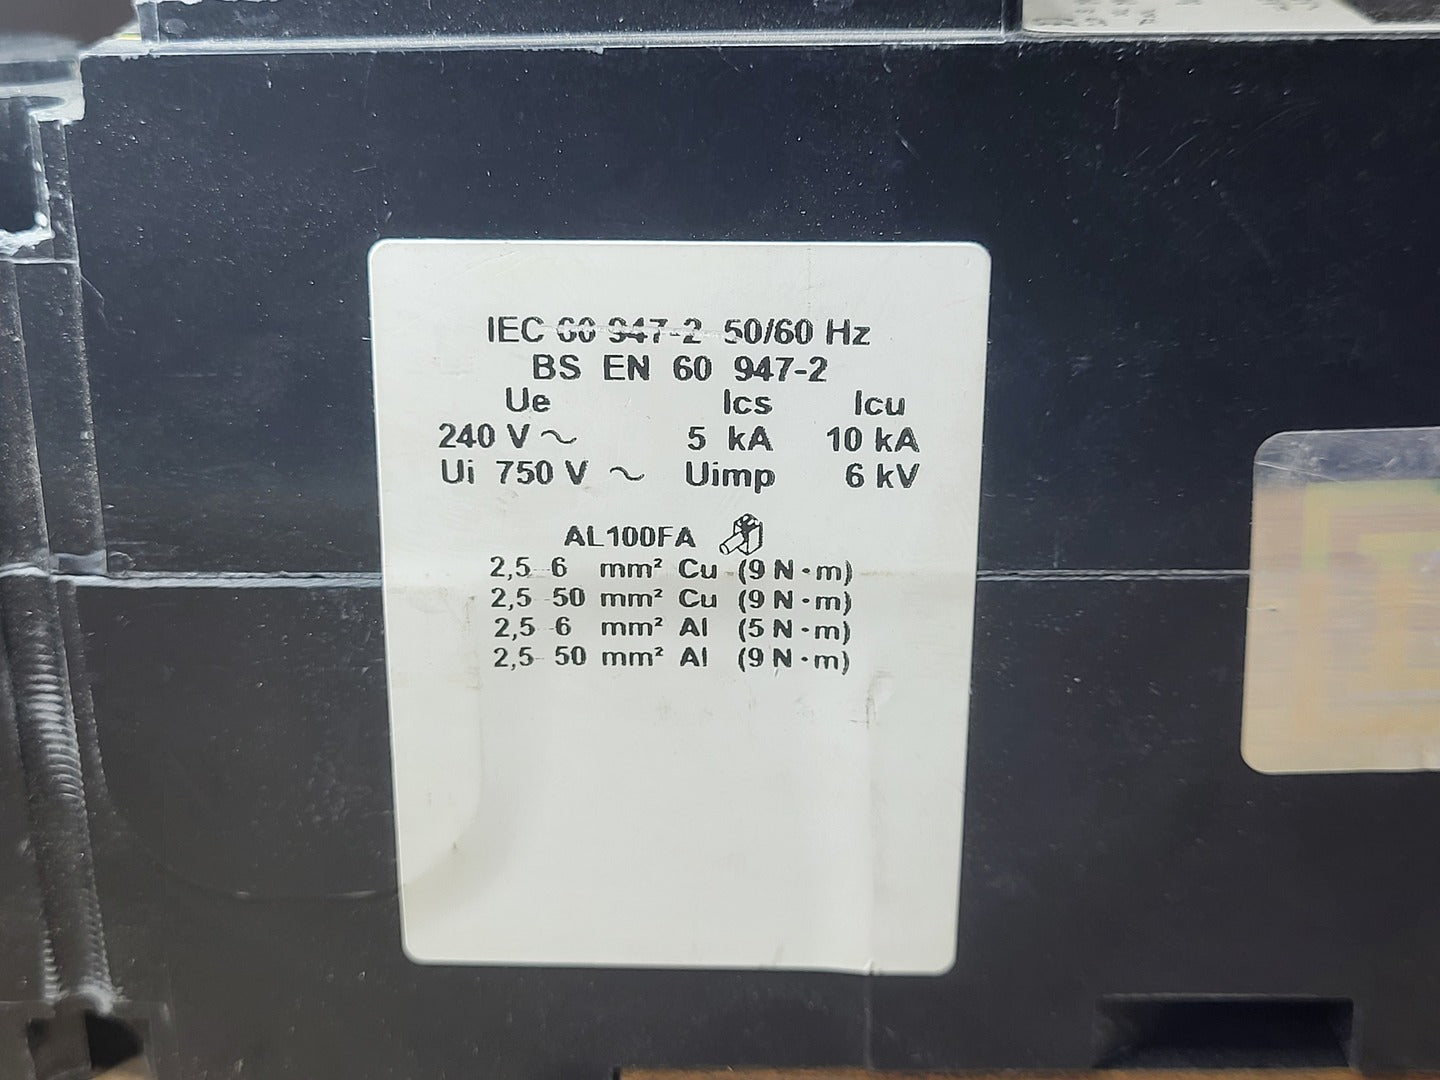 IEC 60 947-2 50/60 Hz
BS EN 60 947-2
Ue Ics Icu
240 V ~ 5 kA 10 kA
Ui 750 V ~ Uimp 6 kV
AL100FA
2,5-6 mm² Cu (9 N·m)
2,5-50 mm² Cu (9 N·m)
2,5-6 mm² Al (5 N·m)
2,5-50 mm² Al (9 N·m)